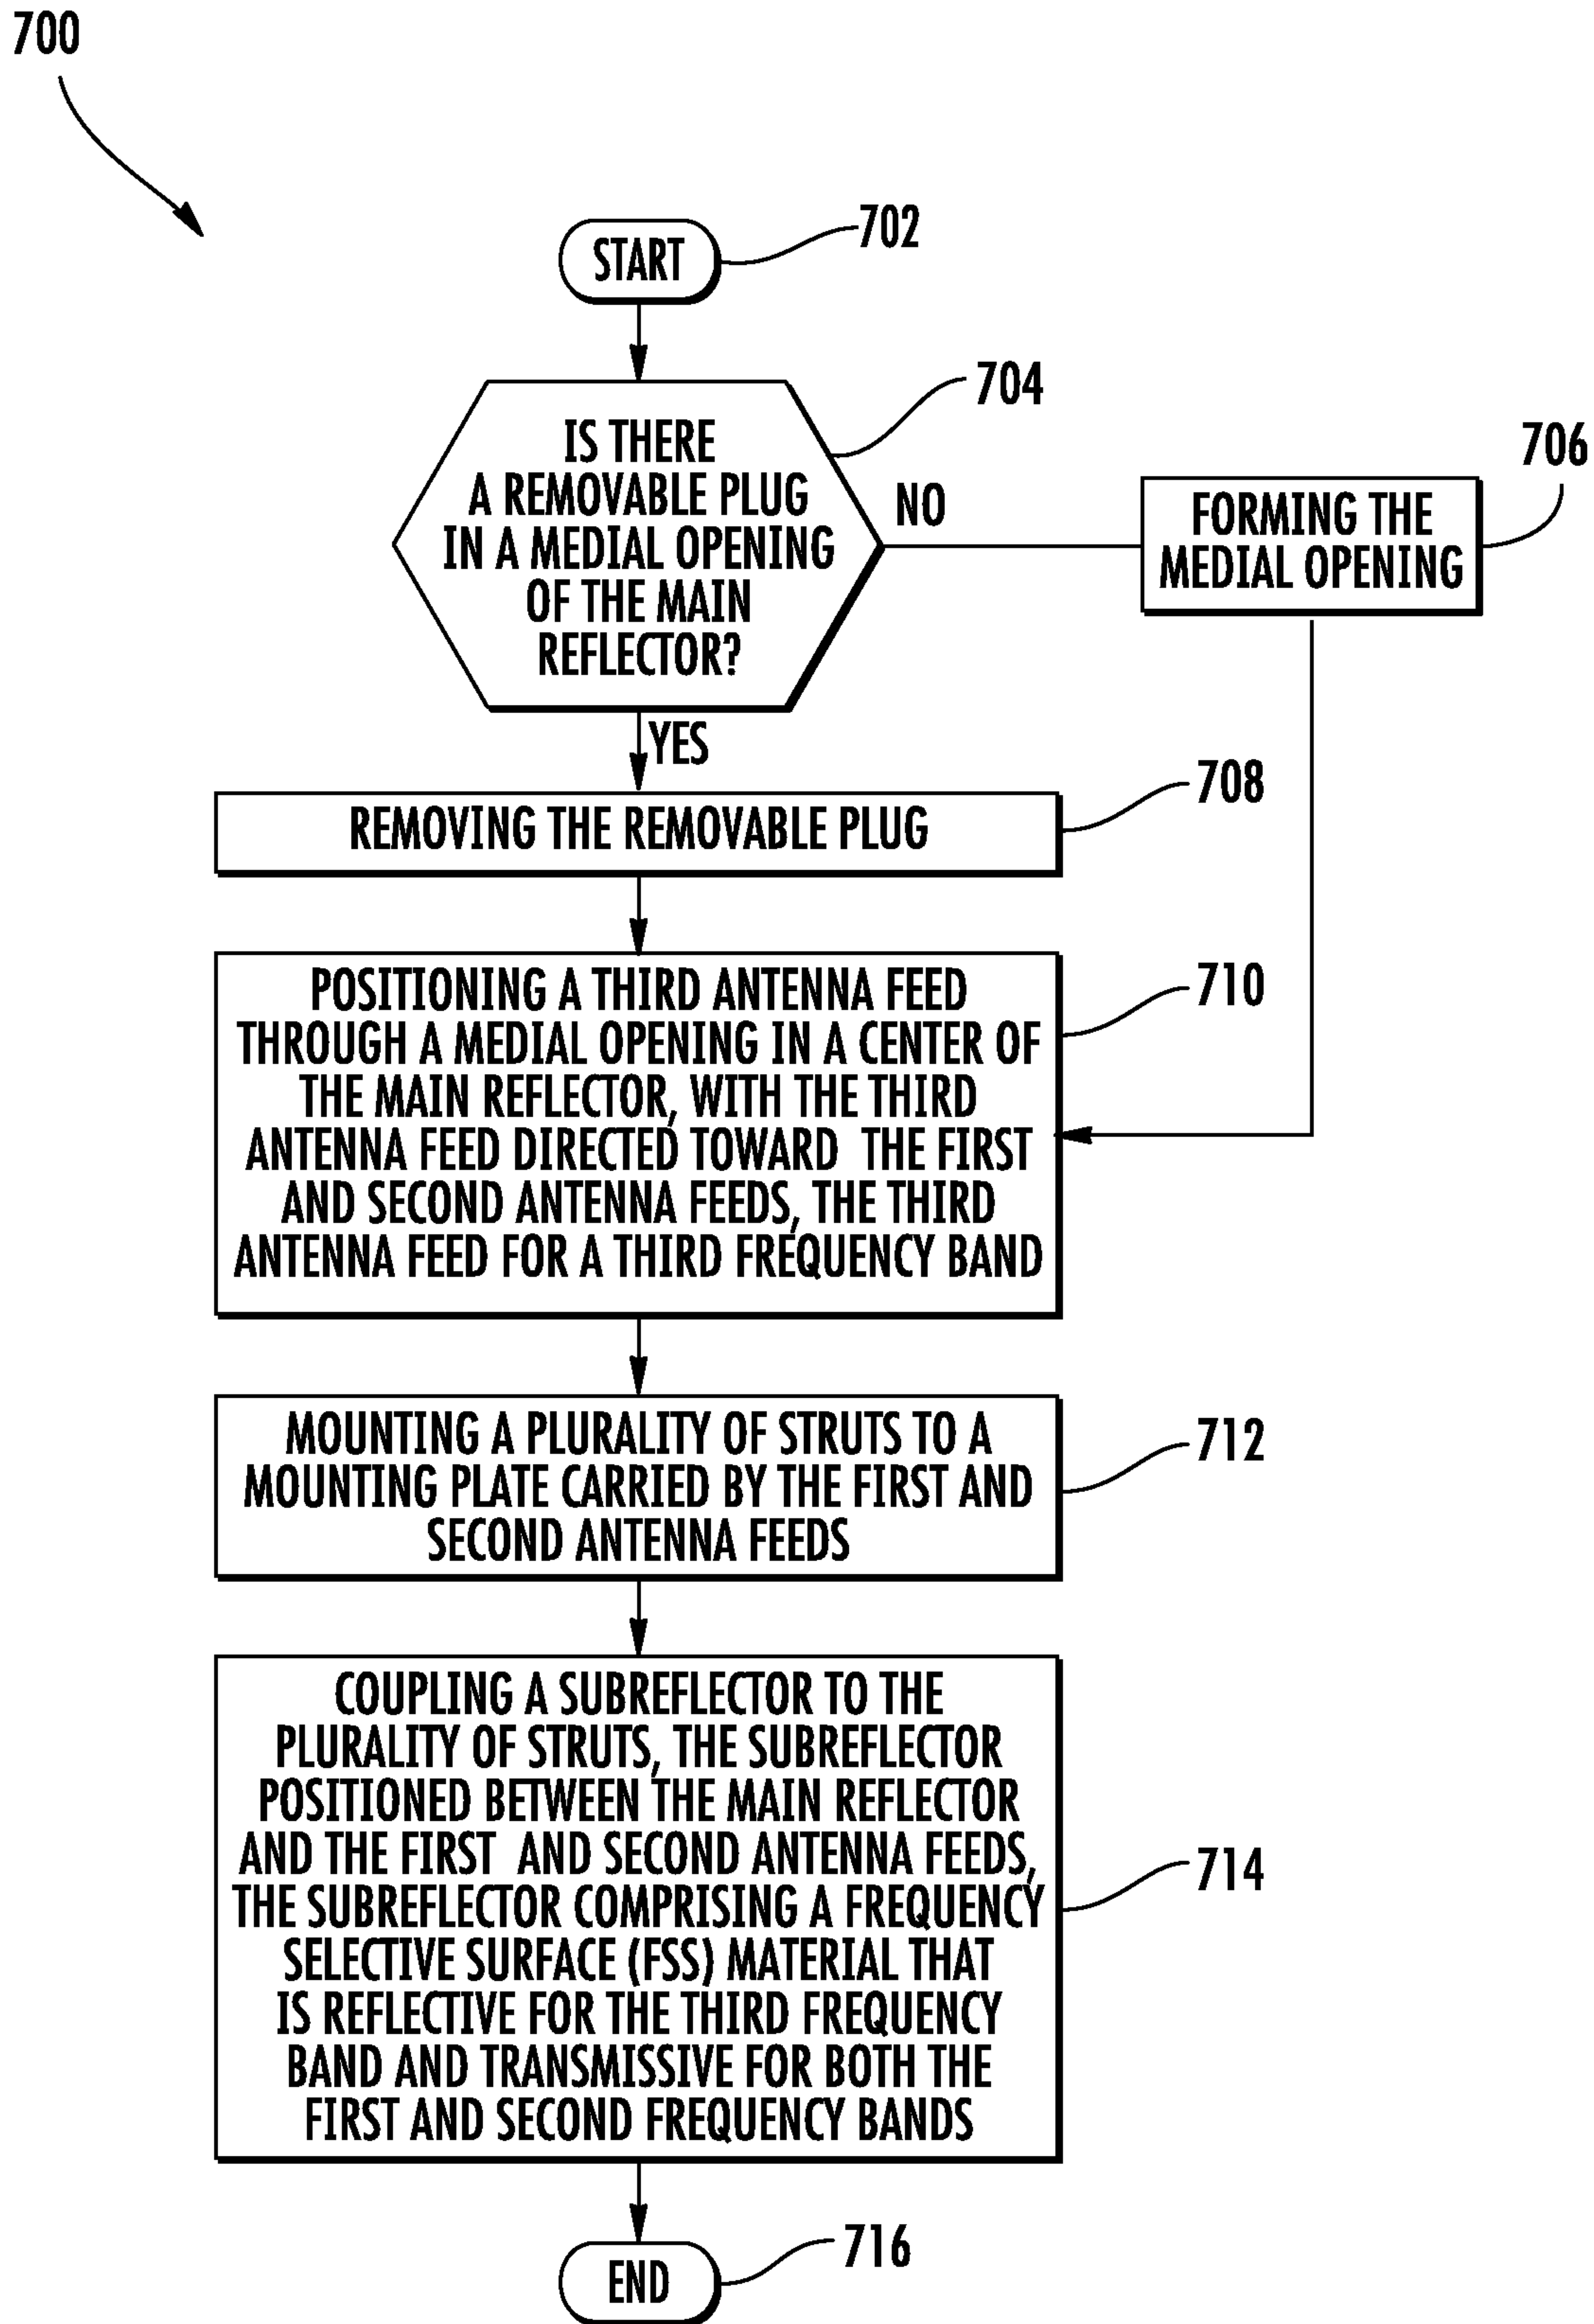 700
START
702
IS THERE
A REMOVABLE PLUG
IN A MEDIAL OPENING
OF THE MAIN
REFLECTOR?
704
NO
FORMING THE
MEDIAL OPENING
706
YES
REMOVING THE REMOVABLE PLUG
708
POSITIONING A THIRD ANTENNA FEED
THROUGH A MEDIAL OPENING IN A CENTER OF
THE MAIN REFLECTOR, WITH THE THIRD
ANTENNA FEED DIRECTED TOWARD THE FIRST
AND SECOND ANTENNA FEEDS, THE THIRD
ANTENNA FEED FOR A THIRD FREQUENCY BAND
710
MOUNTING A PLURALITY OF STRUTS TO A
MOUNTING PLATE CARRIED BY THE FIRST AND
SECOND ANTENNA FEEDS
712
COUPLING A SUBREFLECTOR TO THE
PLURALITY OF STRUTS, THE SUBREFLECTOR
POSITIONED BETWEEN THE MAIN REFLECTOR
AND THE FIRST AND SECOND ANTENNA FEEDS,
THE SUBREFLECTOR COMPRISING A FREQUENCY
SELECTIVE SURFACE (FSS) MATERIAL THAT
IS REFLECTIVE FOR THE THIRD FREQUENCY
BAND AND TRANSMISSIVE FOR BOTH THE
FIRST AND SECOND FREQUENCY BANDS
714
END
716